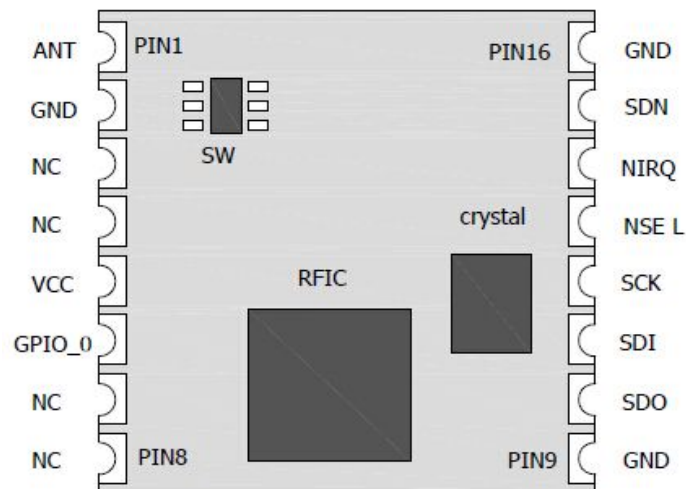 ANT PIN1 PIN16 GND
GND SDN
NC SW NIRQ
NC crystal NSE L
VCC RFIC SCK
GPIO_0 SDI
NC SDO
NC PIN8 PIN9 GND